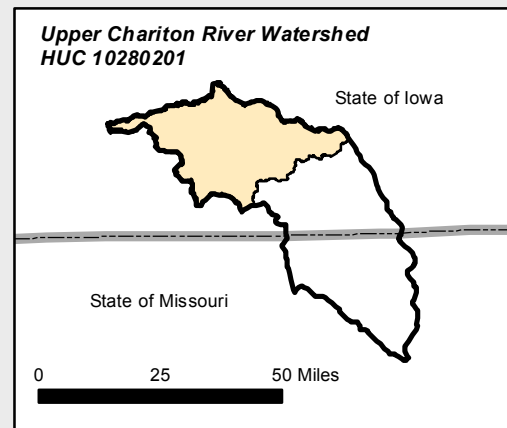 Upper Chariton River Watershed
HUC 10280201
State of Iowa
State of Missouri
0 25 50 Miles